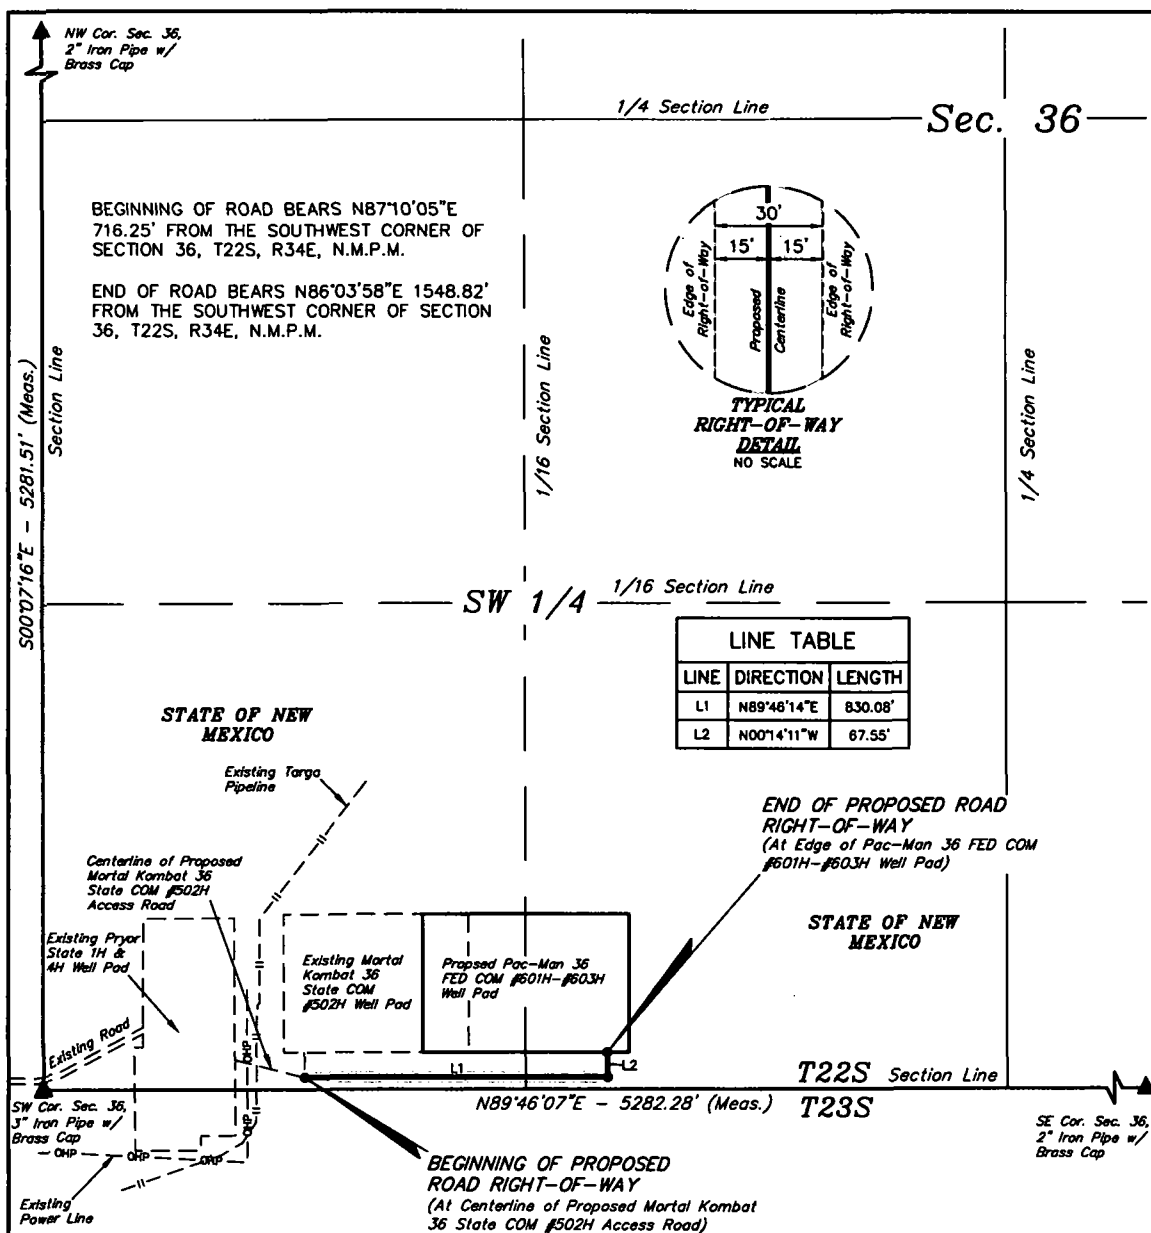 NW Cor. Sec. 36,
2" Iron Pipe w/
Brass Cap
1/4 Section Line
Sec. 36
BEGINNING OF ROAD BEARS N87°10'05"E
716.25' FROM THE SOUTHWEST CORNER OF
SECTION 36, T22S, R34E, N.M.P.M.
END OF ROAD BEARS N86°03'58"E 1548.82'
FROM THE SOUTHWEST CORNER OF SECTION
36, T22S, R34E, N.M.P.M.
30'
15'
15'
Edge of
Right-of-Way
Proposed
Centerline
Edge of
Right-of-Way
TYPICAL
RIGHT-OF-WAY
DETAIL
NO SCALE
S00°07'16"E - 5281.51' (Meas.)
Section Line
1/16 Section Line
1/4 Section Line
SW 1/4
1/16 Section Line
LINE TABLE
LINE DIRECTION LENGTH
L1 N89°46'14"E 830.08'
L2 N00°14'11"W 67.55'
STATE OF NEW
MEXICO
Existing Targa
Pipeline
END OF PROPOSED ROAD
RIGHT-OF-WAY
(At Edge of Pac-Man 36 FED COM
#601H-#603H Well Pad)
Centerline of Proposed
Mortal Kombat 36
State COM #502H
Access Road
STATE OF NEW
MEXICO
Existing Pryor
State 1H &
4H Well Pad
Existing Mortal
Kombat 36
State COM
#502H Well Pad
Propsed Pac-Man 36
FED COM #601H-#603H
Well Pad
Existing Road
OHP
L1
L2
T22S Section Line
N89°46'07"E - 5282.28' (Meas.)
T23S
SW Cor. Sec. 36,
3" Iron Pipe w/
Brass Cap
OHP
SE Cor. Sec. 36,
2" Iron Pipe w/
Brass Cap
OHP
OHP
OHP
Existing
Power Line
BEGINNING OF PROPOSED
ROAD RIGHT-OF-WAY
(At Centerline of Proposed Mortal Kombat
36 State COM #502H Access Road)